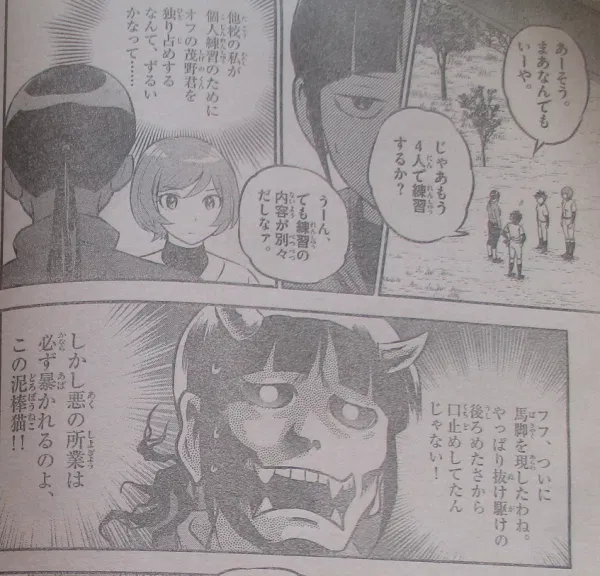 あーそう。
まあなんでも
いーや。
じゃあもう
４人で練習
するか？
うーん、
でも練習の
内容が別々
だしなァ。
他校の私が
個人練習のために
オフの茂野君を
独り占めする
なんて、ずるい
かなって……
フフ、ついに
馬脚を現したわね。
やっぱり抜け駆けの
後ろめたさから
口止めしてたん
じゃない！
しかし悪の所業は
必ず暴かれるのよ、
この泥棒猫！！